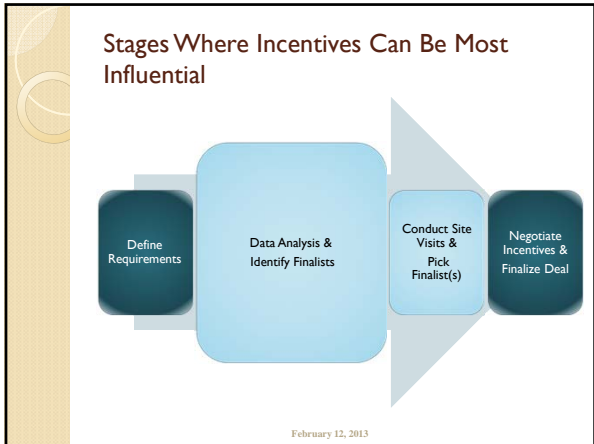 Stages Where Incentives Can Be Most
Influential
Define
Requirements
Data Analysis &
Identify Finalists
Conduct Site
Visits &
Pick
Finalist(s)
Negotiate
Incentives &
Finalize Deal
February 12, 2013